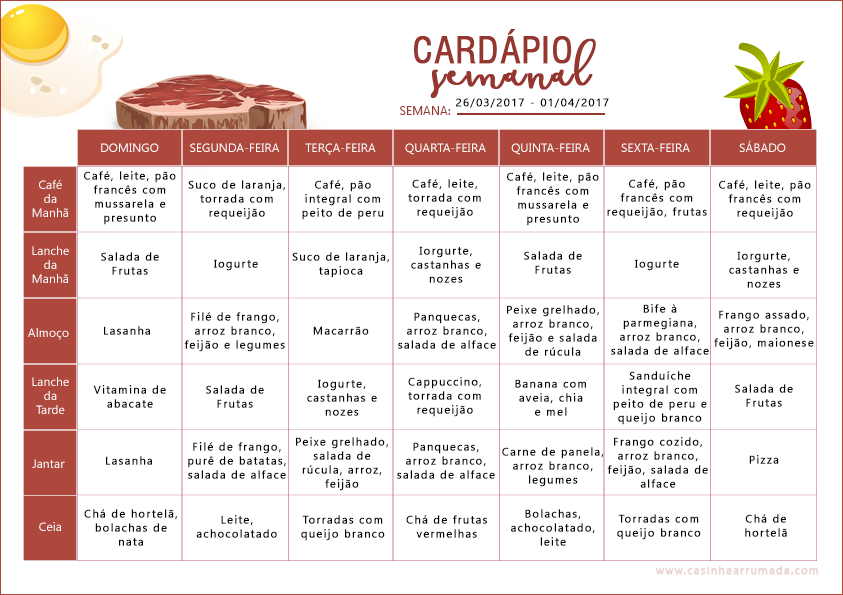 CARDÁPIO
semanal
SEMANA: 26/03/2017 - 01/04/2017
DOMINGO SEGUNDA-FEIRA TERÇA-FEIRA QUARTA-FEIRA QUINTA-FEIRA SEXTA-FEIRA SÁBADO
Café
da
Manhã
Café, leite, pão
francês com
mussarela e
presunto
Suco de laranja,
torrada com
requeijão
Café, pão
integral com
peito de peru
Café, leite,
torrada com
requeijão
Café, leite, pão
francês com
mussarela e
presunto
Café, pão
francês com
requeijão, frutas
Café, leite, pão
francês com
requeijão
Lanche
da
Manhã
Salada de
Frutas
Iogurte
Suco de laranja,
tapioca
Iorgurte,
castanhas e
nozes
Salada de
Frutas
Iogurte
Iorgurte,
castanhas e
nozes
Almoço
Lasanha
Filé de frango,
arroz branco,
feijão e legumes
Macarrão
Panquecas,
arroz branco,
salada de alface
Peixe grelhado,
arroz branco,
feijão e salada
de rúcula
Bife à
parmegiana,
arroz branco,
salada de alface
Frango assado,
arroz branco,
feijão, maionese
Lanche
da
Tarde
Vitamina de
abacate
Salada de
Frutas
Iogurte,
castanhas e
nozes
Cappuccino,
torrada com
requeijão
Banana com
aveia, chia
e mel
Sanduíche
integral com
peito de peru e
queijo branco
Salada de
Frutas
Jantar
Lasanha
Filé de frango,
purê de batatas,
salada de alface
Peixe grelhado,
salada de
rúcula, arroz,
feijão
Panquecas,
arroz branco,
salada de alface
Carne de panela,
arroz branco,
legumes
Frango cozido,
arroz branco,
feijão, salada de
alface
Pizza
Ceia
Chá de hortelã,
bolachas de
nata
Leite,
achocolatado
Torradas com
queijo branco
Chá de frutas
vermelhas
Bolachas,
achocolatado,
leite
Torradas com
queijo branco
Chá de
hortelã
www.casinhaarrumada.com